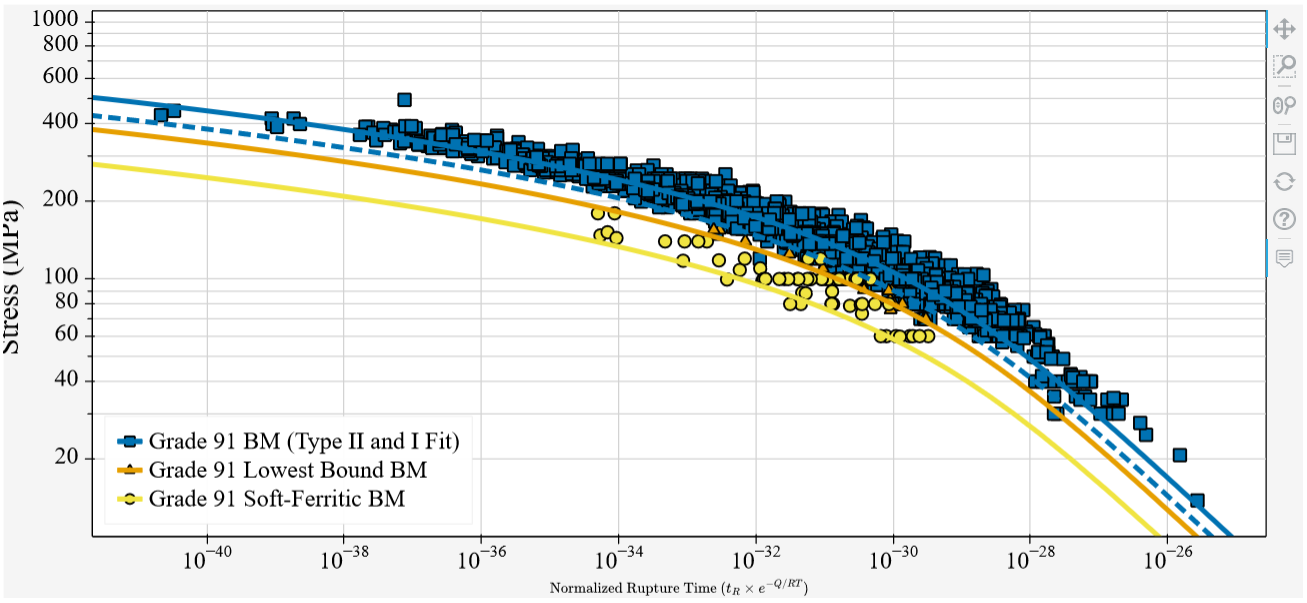 1000
800
600
400
200
100
80
60
40
20
Stress (MPa)
Grade 91 BM (Type II and I Fit)
Grade 91 Lowest Bound BM
Grade 91 Soft-Ferritic BM
10⁻⁴⁰ 10⁻³⁸ 10⁻³⁶ 10⁻³⁴ 10⁻³² 10⁻³⁰ 10⁻²⁸ 10⁻²⁶
Normalized Rupture Time (t_R × e^{-Q/RT})